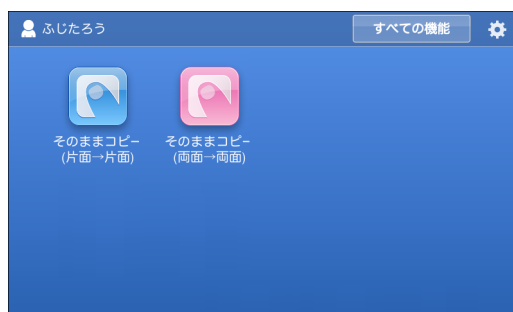 ふじたろう
すべての機能
そのままコピー
(片面→片面)
そのままコピー
(両面→両面)